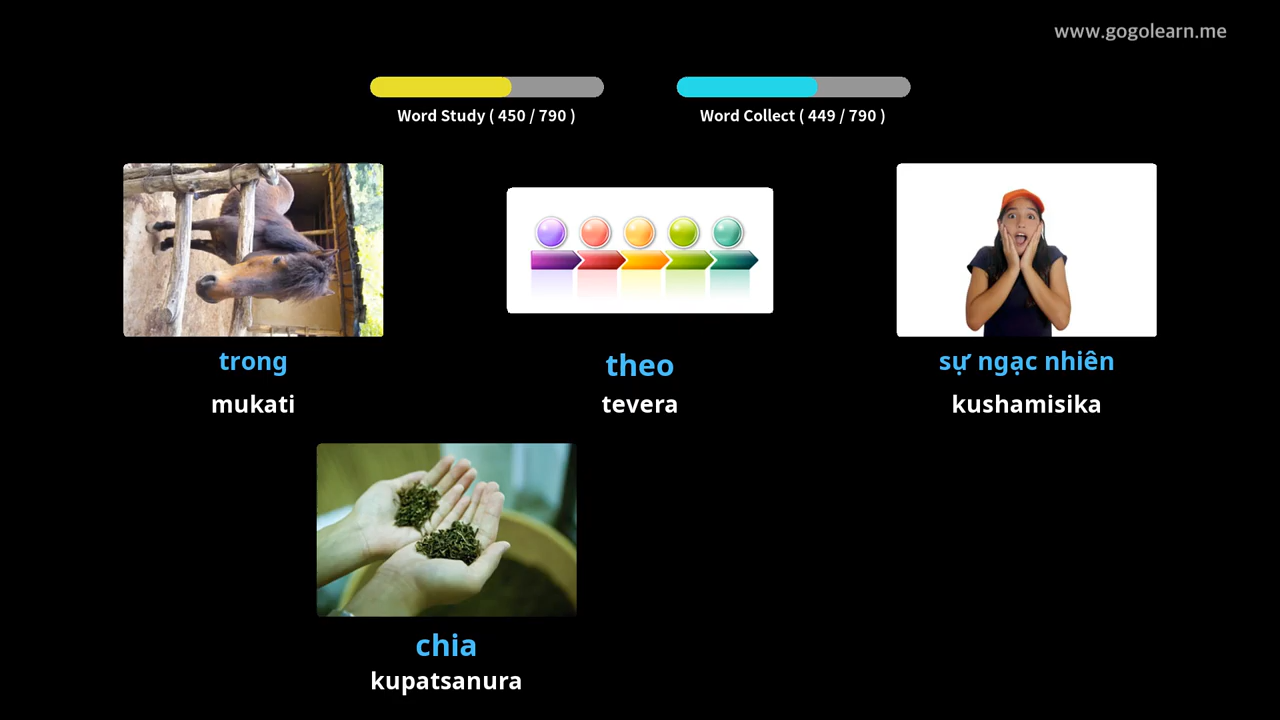 www.gogolearn.me
Word Study ( 450 / 790 )
Word Collect ( 449 / 790 )
trong
mukati
theo
tevera
sự ngạc nhiên
kushamisika
chia
kupatsanura